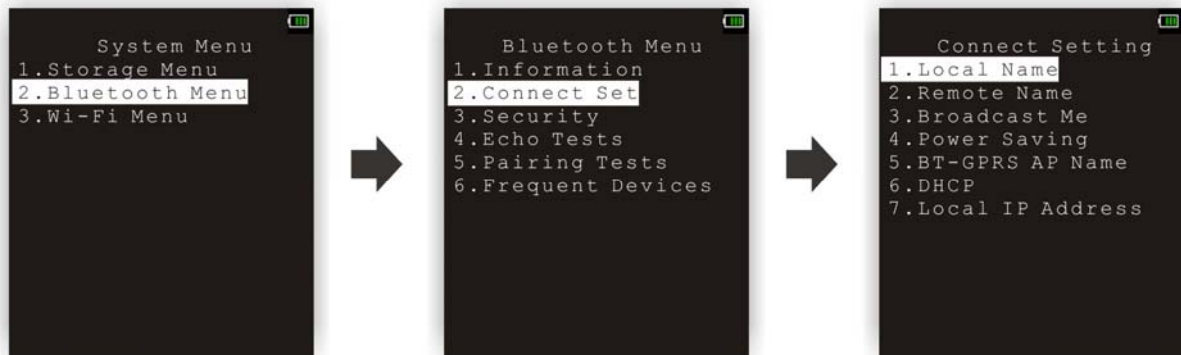 System Menu
1.Storage Menu
2.Bluetooth Menu
3.Wi-Fi Menu
Bluetooth Menu
1.Information
2.Connect Set
3.Security
4.Echo Tests
5.Pairing Tests
6.Frequent Devices
Connect Setting
1.Local Name
2.Remote Name
3.Broadcast Me
4.Power Saving
5.BT-GPRS AP Name
6.DHCP
7.Local IP Address